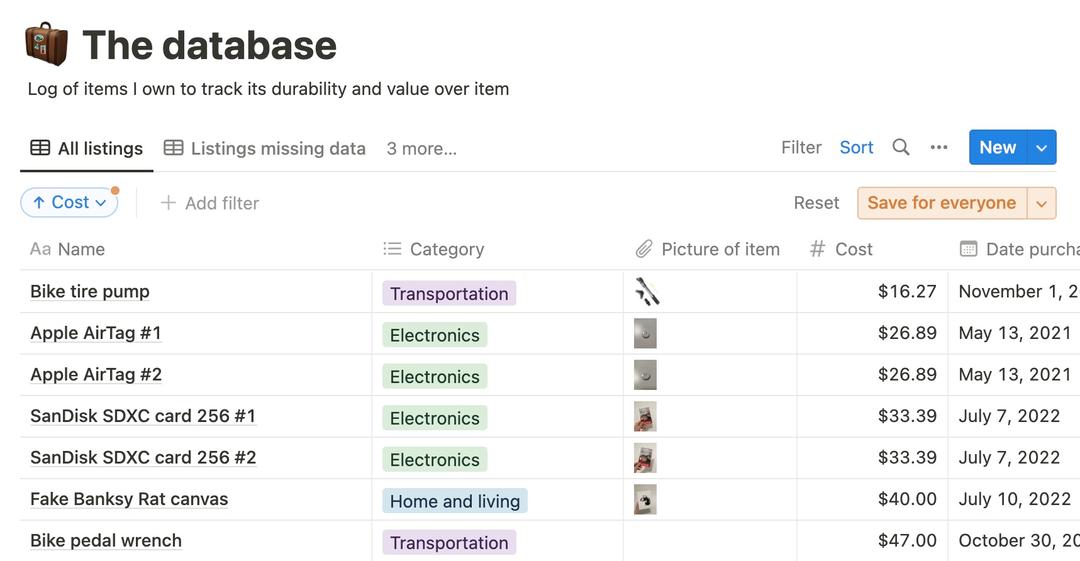 The database
Log of items I own to track its durability and value over item
All listings Listings missing data 3 more... Filter Sort New
Cost Add filter Reset Save for everyone
Aa Name Category Picture of item # Cost Date purcha
Bike tire pump Transportation $16.27 November 1, 2
Apple AirTag #1 Electronics $26.89 May 13, 2021
Apple AirTag #2 Electronics $26.89 May 13, 2021
SanDisk SDXC card 256 #1 Electronics $33.39 July 7, 2022
SanDisk SDXC card 256 #2 Electronics $33.39 July 7, 2022
Fake Banksy Rat canvas Home and living $40.00 July 10, 2022
Bike pedal wrench Transportation $47.00 October 30, 20